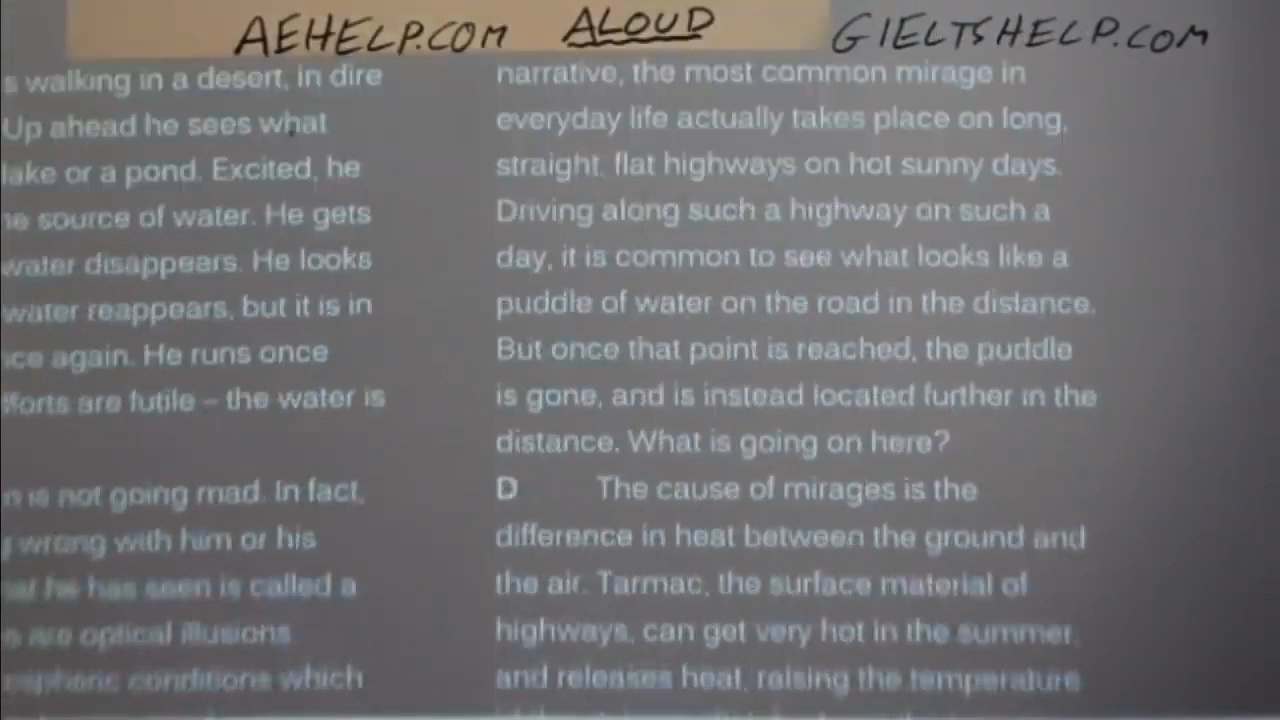 AEHELP.COM ALOUD GIELTSHELP.COM
s walking in a desert, in dire
Up ahead he sees what
lake or a pond. Excited, he
source of water. He gets
water disappears. He looks
water reappears, but it is in
again. He runs once
are futile – the water is
is not going mad. In fact,
wrong with him or his
he has seen is called a
are optical illusions
conditions which
narrative, the most common mirage in
everyday life actually takes place on long,
straight, flat highways on hot sunny days.
Driving along such a highway on such a
day, it is common to see what looks like a
puddle of water on the road in the distance.
But once that point is reached, the puddle
is gone, and is instead located further in the
distance. What is going on here?
D The cause of mirages is the
difference in heat between the ground and
the air. Tarmac, the surface material of
highways, can get very hot in the summer,
and releases heat, raising the temperature